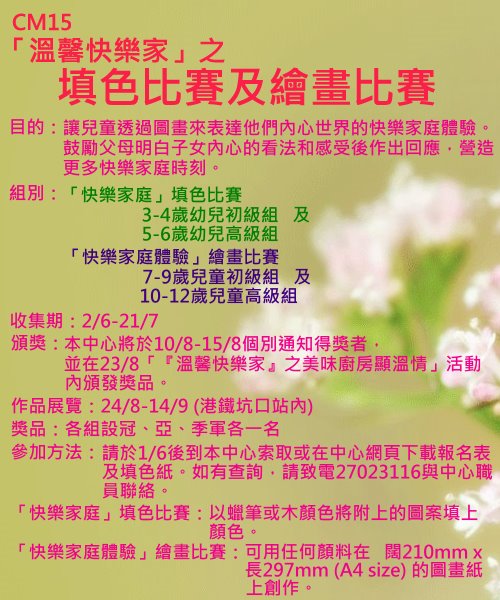 CM15
「溫馨快樂家」之
填色比賽及繪畫比賽
目的：讓兒童透過圖畫來表達他們內心世界的快樂家庭體驗。
鼓勵父母明白子女內心的看法和感受後作出回應，營造
更多快樂家庭時刻。
組別：「快樂家庭」填色比賽
3-4歲幼兒初級組 及
5-6歲幼兒高級組
「快樂家庭體驗」繪畫比賽
7-9歲兒童初級組 及
10-12歲兒童高級組
收集期：2/6-21/7
頒獎：本中心將於10/8-15/8個別通知得獎者，
並在23/8「『溫馨快樂家』之美味廚房顯溫情」活動
內頒發獎品。
作品展覽：24/8-14/9 (港鐵坑口站內)
獎品：各組設冠、亞、季軍各一名
參加方法：請於1/6後到本中心索取或在中心網頁下載報名表
及填色紙。如有查詢，請致電27023116與中心職
員聯絡。
「快樂家庭」填色比賽：以蠟筆或木顏色將附上的圖案填上
顏色。
「快樂家庭體驗」繪畫比賽：可用任何顏料在 闊210mm x
長297mm (A4 size) 的圖畫紙
上創作。